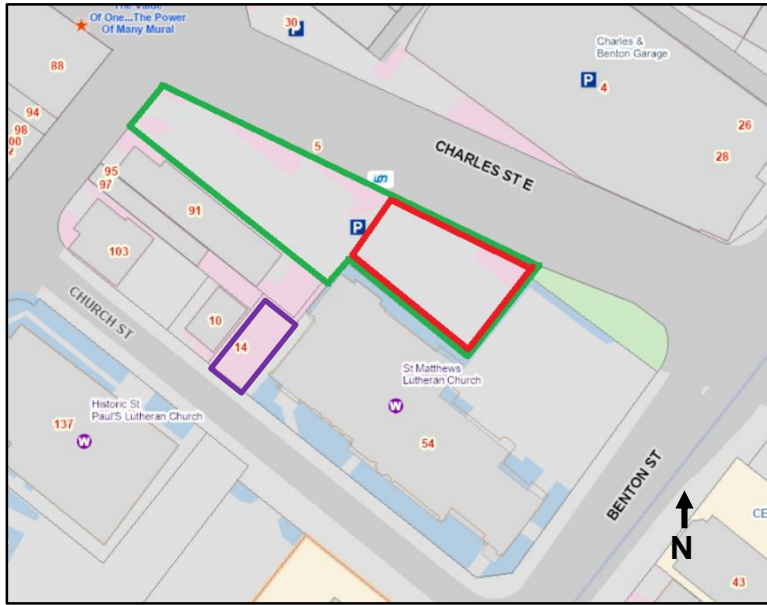 The Value
Of One...The Power
Of Many Mural
30
P
88
Charles &
Benton Garage
P
4
94
98
26
28
5
CHARLES ST E
95
97
91
P
103
CHURCH ST
10
14
St Matthews
Lutheran Church
W
Historic St
Paul'S Lutheran Church
137
W
54
BENTON ST
N
CE
43